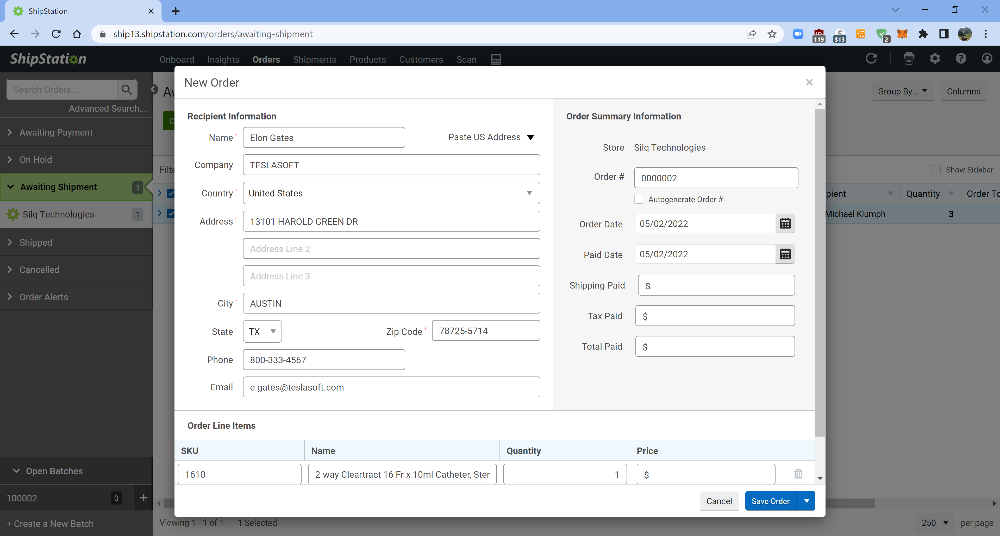 ShipStation
ship13.shipstation.com/orders/awaiting-shipment
119
$13
2
ShipStation
Onboard
Insights
Orders
Shipments
Products
Customers
Scan
Search Orders...
Advanced Search...
Awaiting Payment
On Hold
Awaiting Shipment 1
Silq Technologies 1
Shipped
Cancelled
Order Alerts
Open Batches
100002 0
+ Create a New Batch
Group By...
Columns
Show Sidebar
Quantity
Michael Klumph
3
New Order
Recipient Information
Name * Elon Gates
Paste US Address
Company TESLASOFT
Country * United States
Address * 13101 HAROLD GREEN DR
Address Line 2
Address Line 3
City * AUSTIN
State * TX
Zip Code * 78725-5714
Phone 800-333-4567
Email e.gates@teslasoft.com
Order Summary Information
Store Silq Technologies
Order # 0000002
Autogenerate Order #
Order Date 05/02/2022
Paid Date 05/02/2022
Shipping Paid $
Tax Paid $
Total Paid $
Order Line Items
SKU Name Quantity Price
1610 2-way Cleartract 16 Fr x 10ml Catheter, Ster 1 $
Cancel
Save Order
Viewing 1 - 1 of 1
1 Selected
250 per page